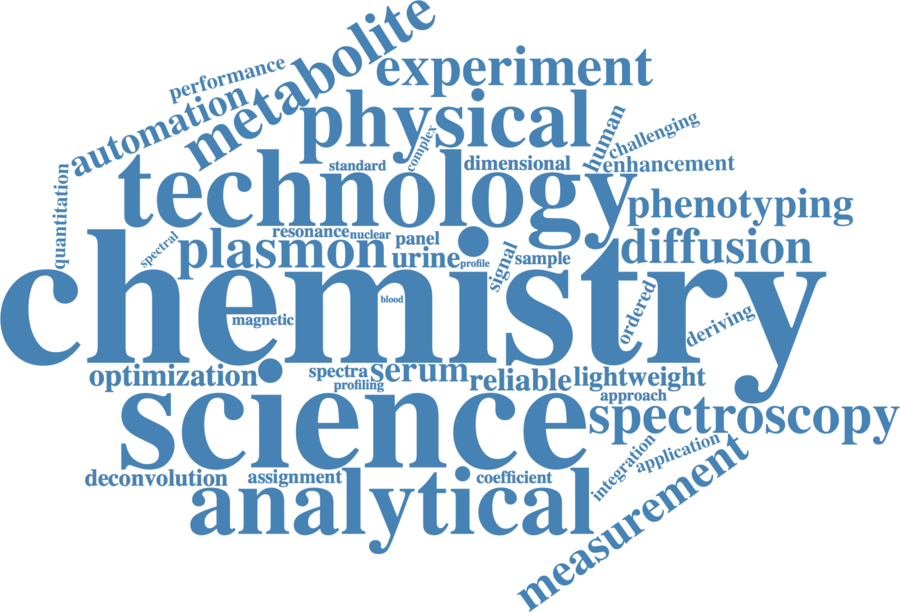 metabolite
experiment
performance
automation
physical
human
challenging
complex
standard
dimensional
enhancement
technology
quantitation
phenotyping
resonance
nuclear
panel
spectral
plasmon
urine
profile
signal
sample
diffusion
chemistry
blood
magnetic
ordered
deriving
optimization
spectra
serum
profiling
reliable
lightweight
approach
science
spectroscopy
integration
application
deconvolution
assignment
coefficient
analytical
measurement